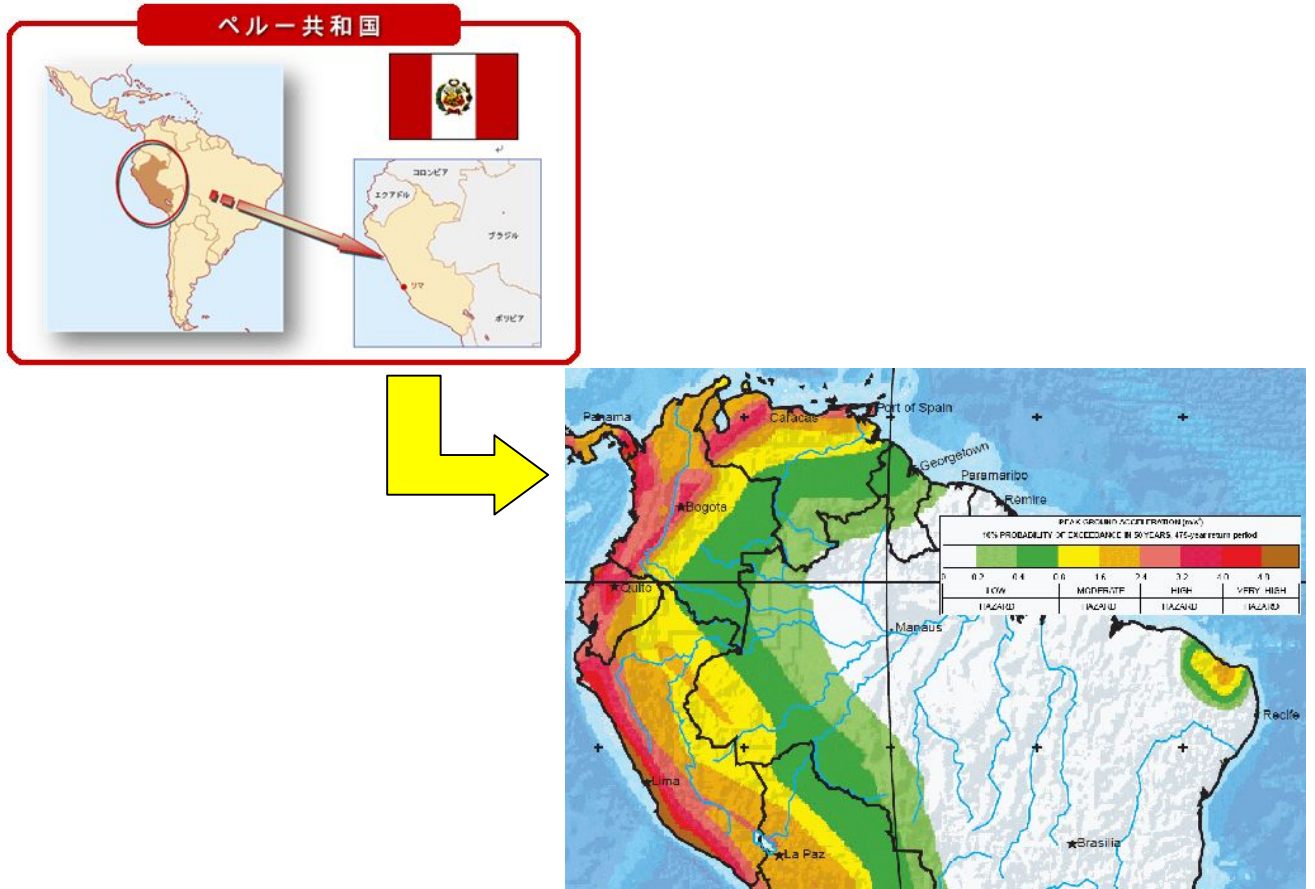 ペルー共和国
コロンビア
エクアドル
ブラジル
リマ
ボリビア
Panama
Caracas
Port of Spain
Georgetown
Paramaribo
Remire
Bogota
PEAK GROUND ACCELERATION (m/s²)
10% PROBABILITY OF EXCEEDANCE IN 50 YEARS, 475-year return period
0 0.2 0.4 0.8 1.6 2.4 3.2 4.0 4.8
LOW MODERATE HIGH VERY HIGH
HAZARD HAZARD HAZARD HAZARD
Quito
Manaus
Recife
Lima
La Paz
Brasilia